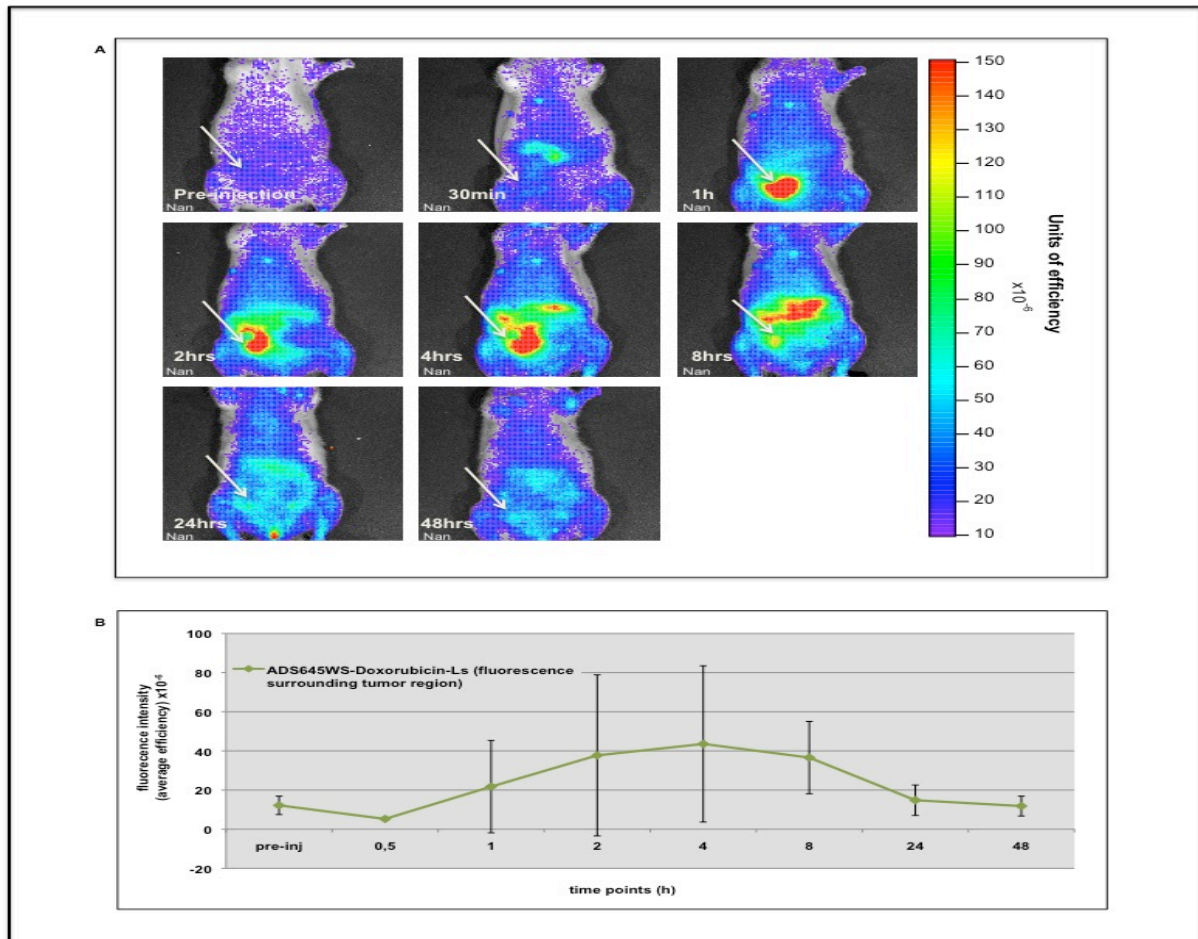 A
Pre-injection
Nan
30min
Nan
1h
Nan
2hrs
Nan
4hrs
Nan
8hrs
Nan
24hrs
Nan
48hrs
Nan
150
140
130
120
110
100
90
80
70
60
50
40
30
20
10
Units of efficiency
x10⁻⁶
B
100
80
60
40
20
0
-20
fluorecence intensity
(average efficiency) x10⁻⁶
ADS645WS-Doxorubicin-Ls (fluorescence
surrounding tumor region)
pre-inj 0,5 1 2 4 8 24 48
time points (h)